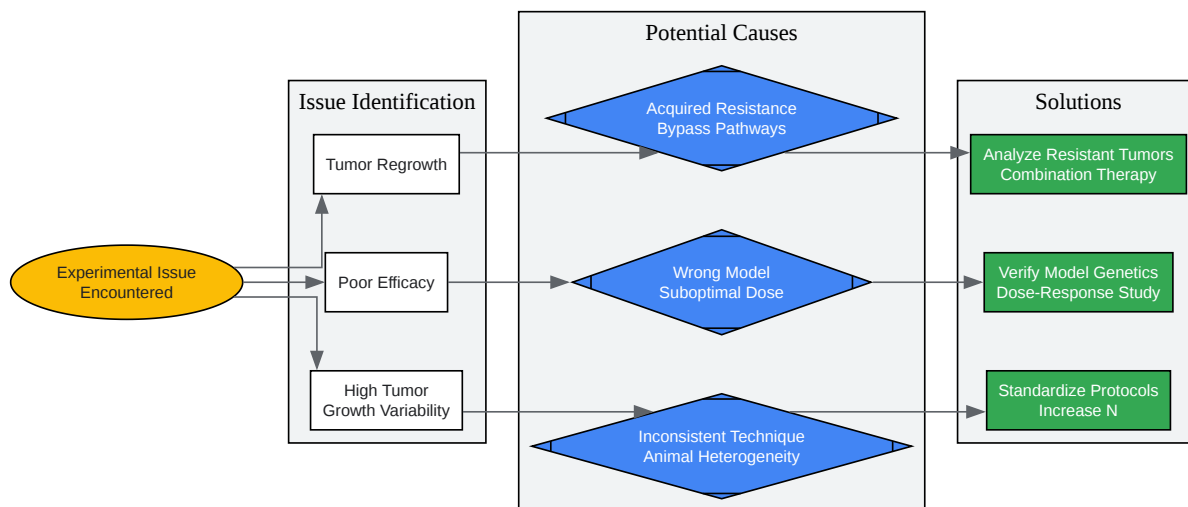 Experimental Issue
Encountered
Issue Identification
Tumor Regrowth
Poor Efficacy
High Tumor
Growth Variability
Potential Causes
Acquired Resistance
Bypass Pathways
Wrong Model
Suboptimal Dose
Inconsistent Technique
Animal Heterogeneity
Solutions
Analyze Resistant Tumors
Combination Therapy
Verify Model Genetics
Dose-Response Study
Standardize Protocols
Increase N